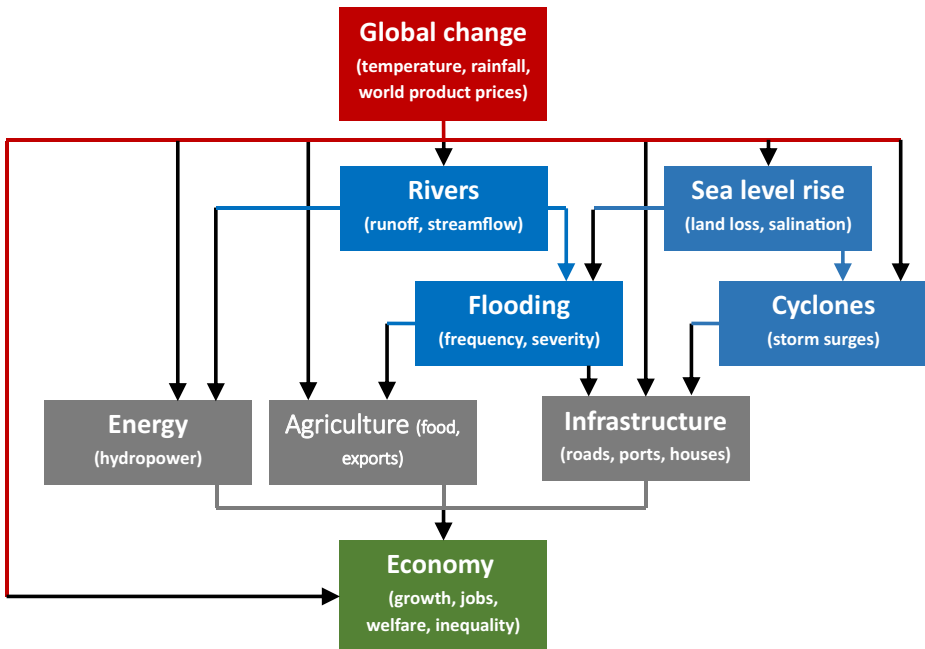 Global change
(temperature, rainfall,
world product prices)
Rivers
(runoff, streamflow)
Sea level rise
(land loss, salination)
Flooding
(frequency, severity)
Cyclones
(storm surges)
Energy
(hydropower)
Agriculture (food,
exports)
Infrastructure
(roads, ports, houses)
Economy
(growth, jobs,
welfare, inequality)